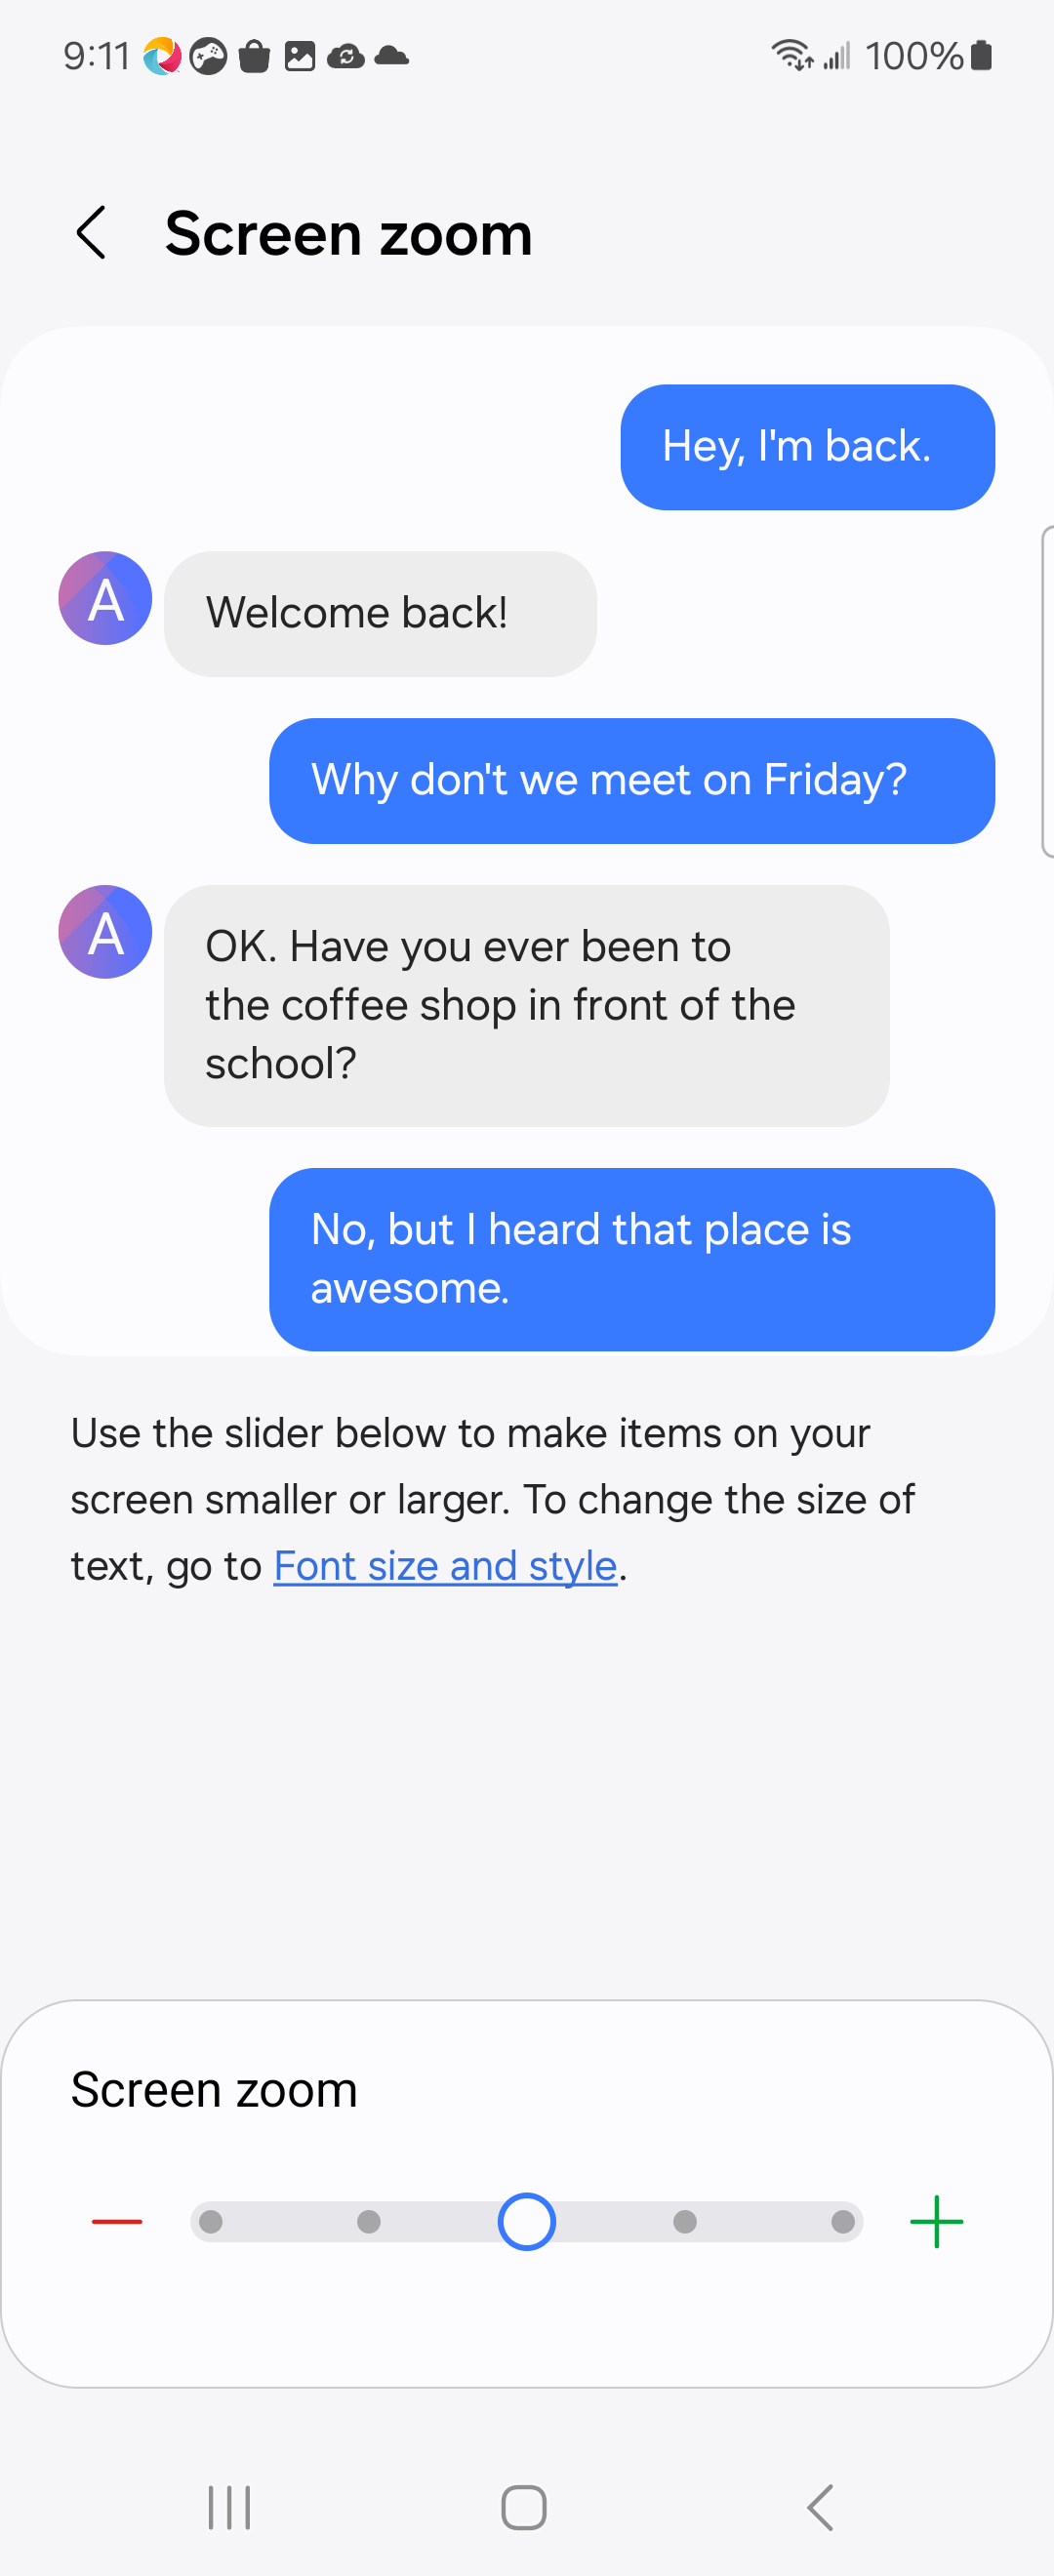 9:11
100%
Screen zoom
Hey, I'm back.
A
Welcome back!
Why don't we meet on Friday?
A
OK. Have you ever been to
the coffee shop in front of the
school?
No, but I heard that place is
awesome.
Use the slider below to make items on your
screen smaller or larger. To change the size of
text, go to Font size and style.
Screen zoom